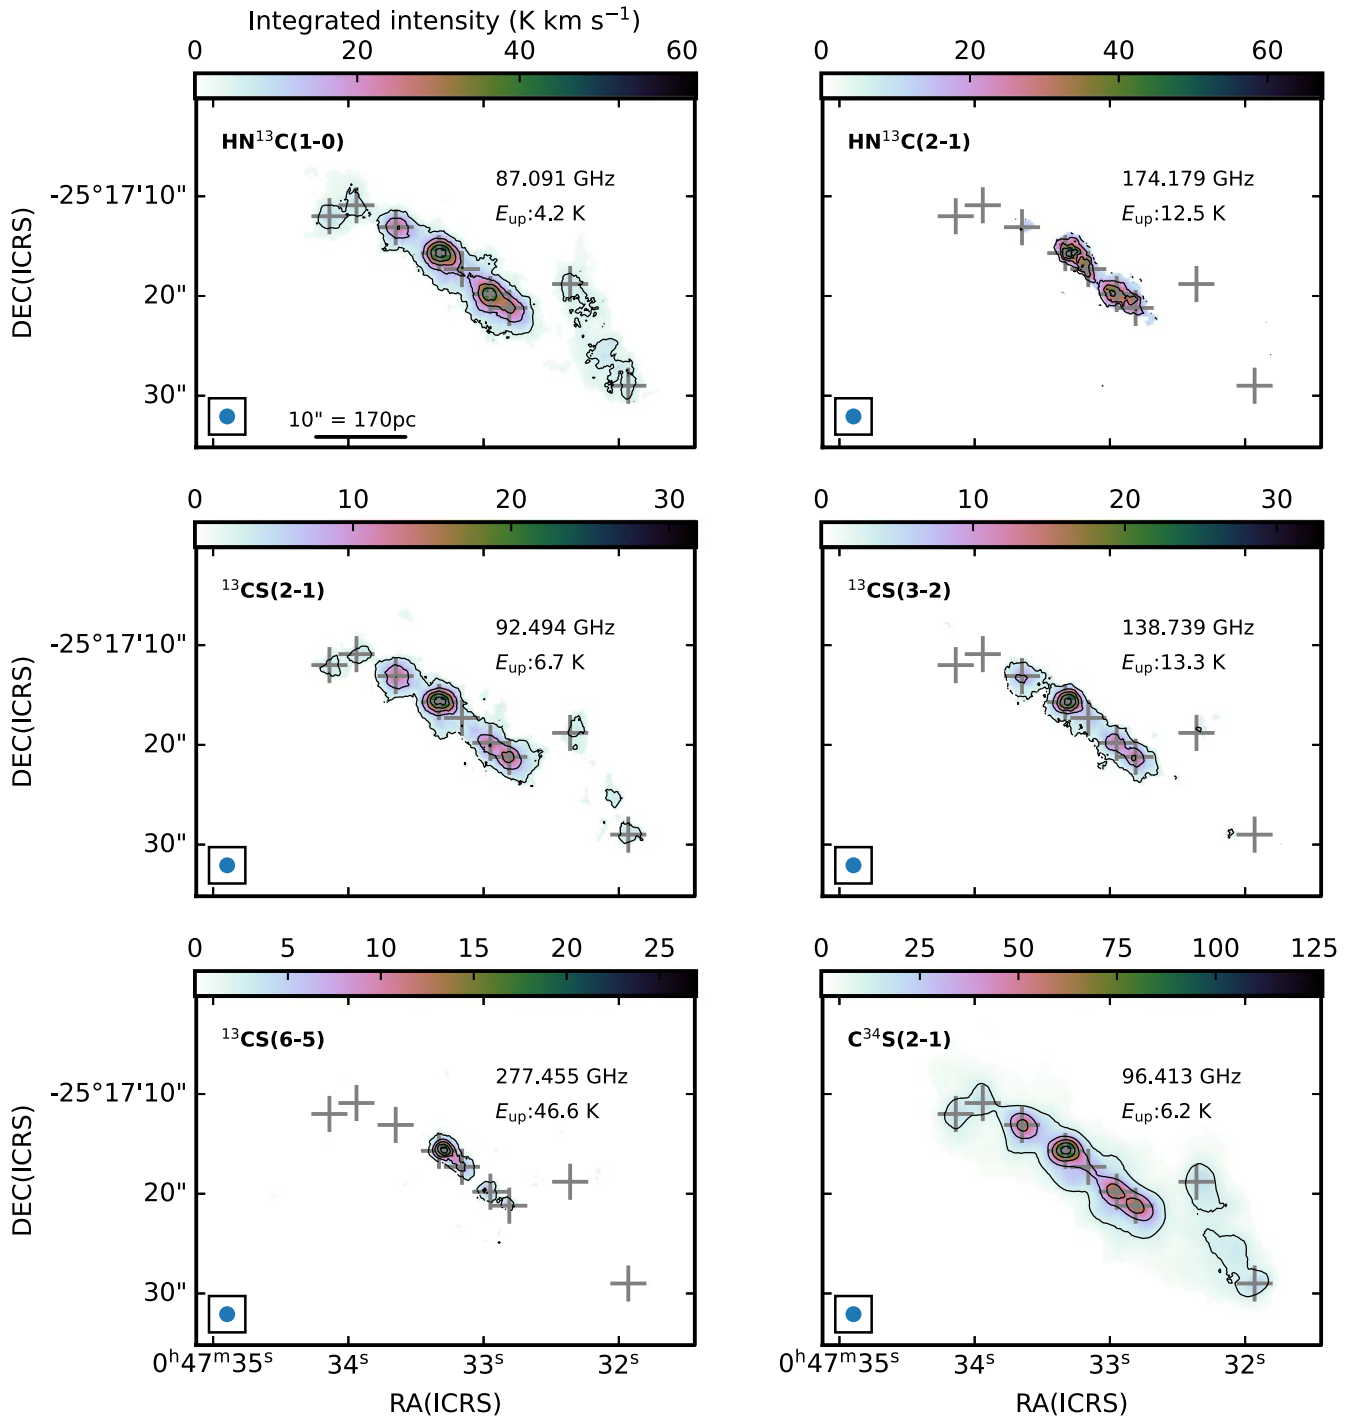 Integrated intensity (K km s⁻¹)
0 20 40 60
0 20 40 60
HN¹³C(1-0)
87.091 GHz
E_up:4.2 K
HN¹³C(2-1)
174.179 GHz
E_up:12.5 K
-25°17'10"
20"
30"
DEC(ICRS)
10" = 170pc
0 10 20 30
0 10 20 30
¹³CS(2-1)
92.494 GHz
E_up:6.7 K
¹³CS(3-2)
138.739 GHz
E_up:13.3 K
-25°17'10"
20"
30"
DEC(ICRS)
0 5 10 15 20 25
0 25 50 75 100 125
¹³CS(6-5)
277.455 GHz
E_up:46.6 K
C³⁴S(2-1)
96.413 GHz
E_up:6.2 K
-25°17'10"
20"
30"
DEC(ICRS)
0ʰ47ᵐ35ˢ 34ˢ 33ˢ 32ˢ
0ʰ47ᵐ35ˢ 34ˢ 33ˢ 32ˢ
RA(ICRS)
RA(ICRS)